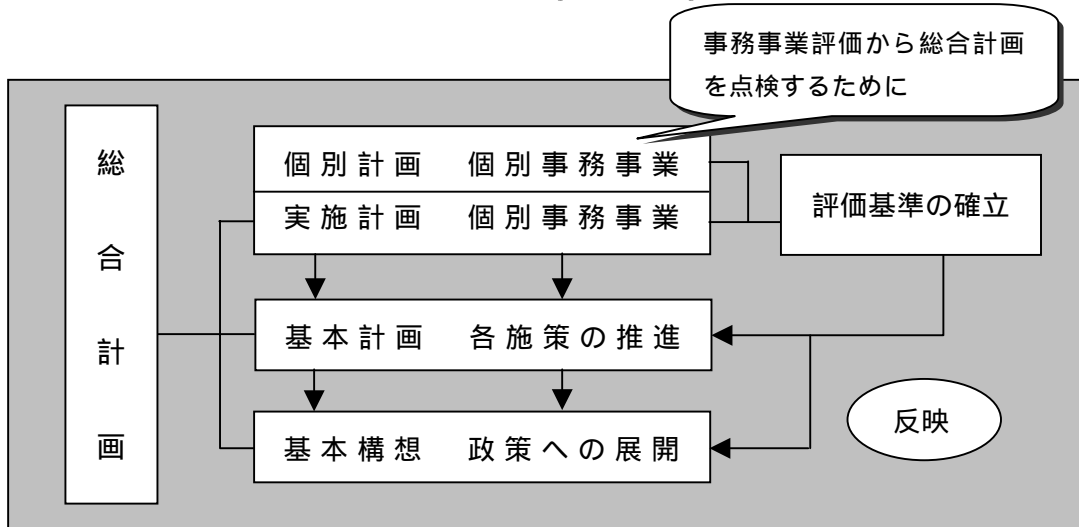 事務事業評価から総合計画
を点検するために
総合計画
個別計画 個別事務事業
実施計画 個別事務事業
評価基準の確立
基本計画 各施策の推進
基本構想 政策への展開
反映